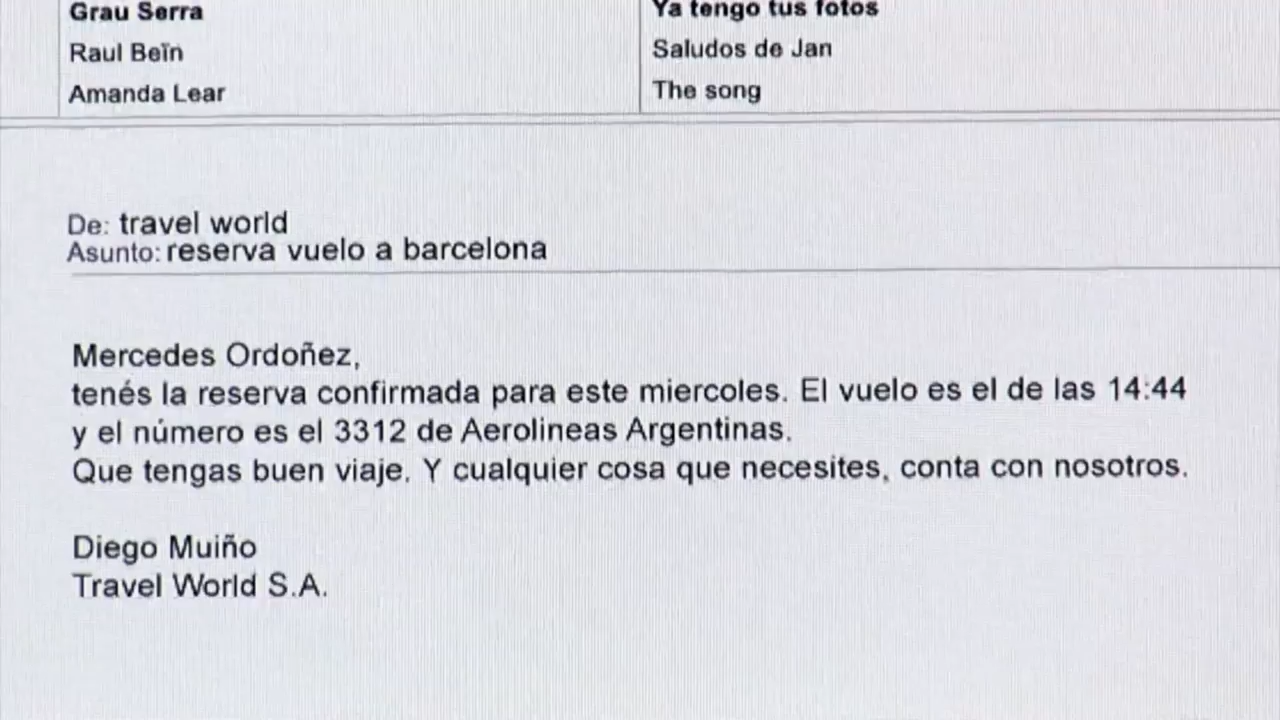 Grau Serra
Ya tengo tus fotos
Raul Beïn
Saludos de Jan
Amanda Lear
The song
De: travel world
Asunto: reserva vuelo a barcelona
Mercedes Ordoñez,
tenés la reserva confirmada para este miercoles. El vuelo es el de las 14:44
y el número es el 3312 de Aerolineas Argentinas.
Que tengas buen viaje. Y cualquier cosa que necesites, conta con nosotros.
Diego Muiño
Travel World S.A.